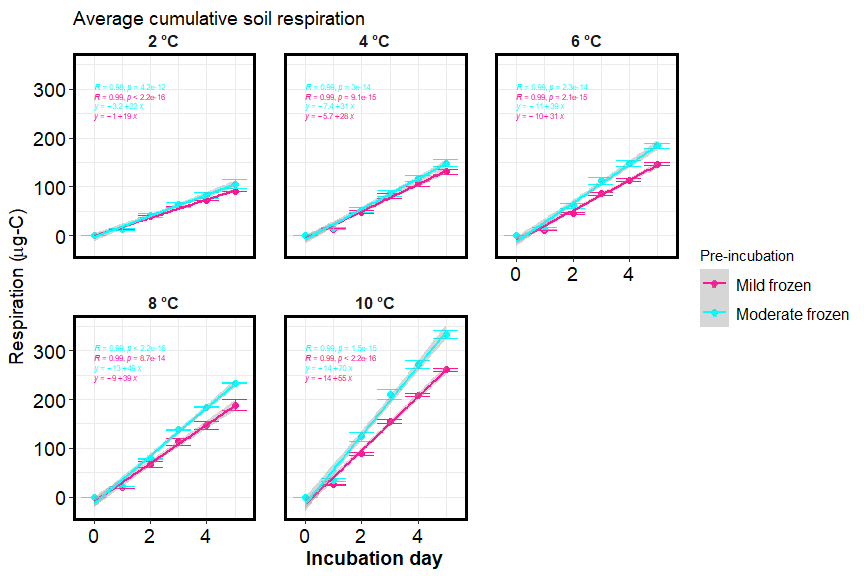 Average cumulative soil respiration
2 °C
4 °C
6 °C
R = 0.98, p = 4.2e-12
R = 0.99, p < 2.2e-16
y = −3.2+22 x
y = −1+19 x
R = 0.99, p = 3e-14
R = 0.99, p = 9.1e-15
y = −7.4+31 x
y = −5.7+28 x
R = 0.99, p = 2.3e-14
R = 0.99, p = 2.1e-15
y = −11+39 x
y = −10+31 x
300
200
100
0
0 2 4
8 °C
10 °C
R = 0.99, p < 2.2e-16
R = 0.99, p = 8.7e-14
y = −9+39 x
R = 0.99, p = 1.5e-15
R = 0.99, p < 2.2e-16
y = −14+70 x
y = −14+55 x
300
200
100
0
0 2 4
0 2 4
Respiration (μg-C)
Incubation day
Pre-incubation
Mild frozen
Moderate frozen